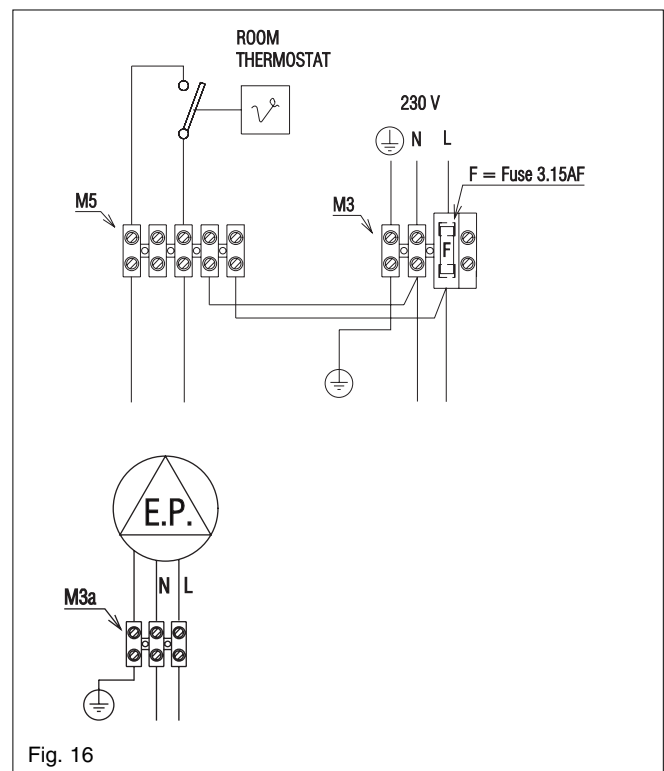 ROOM
THERMOSTAT
230 V
N L
F = Fuse 3.15AF
M5
M3
F
E.P.
N L
M3a
Fig. 16